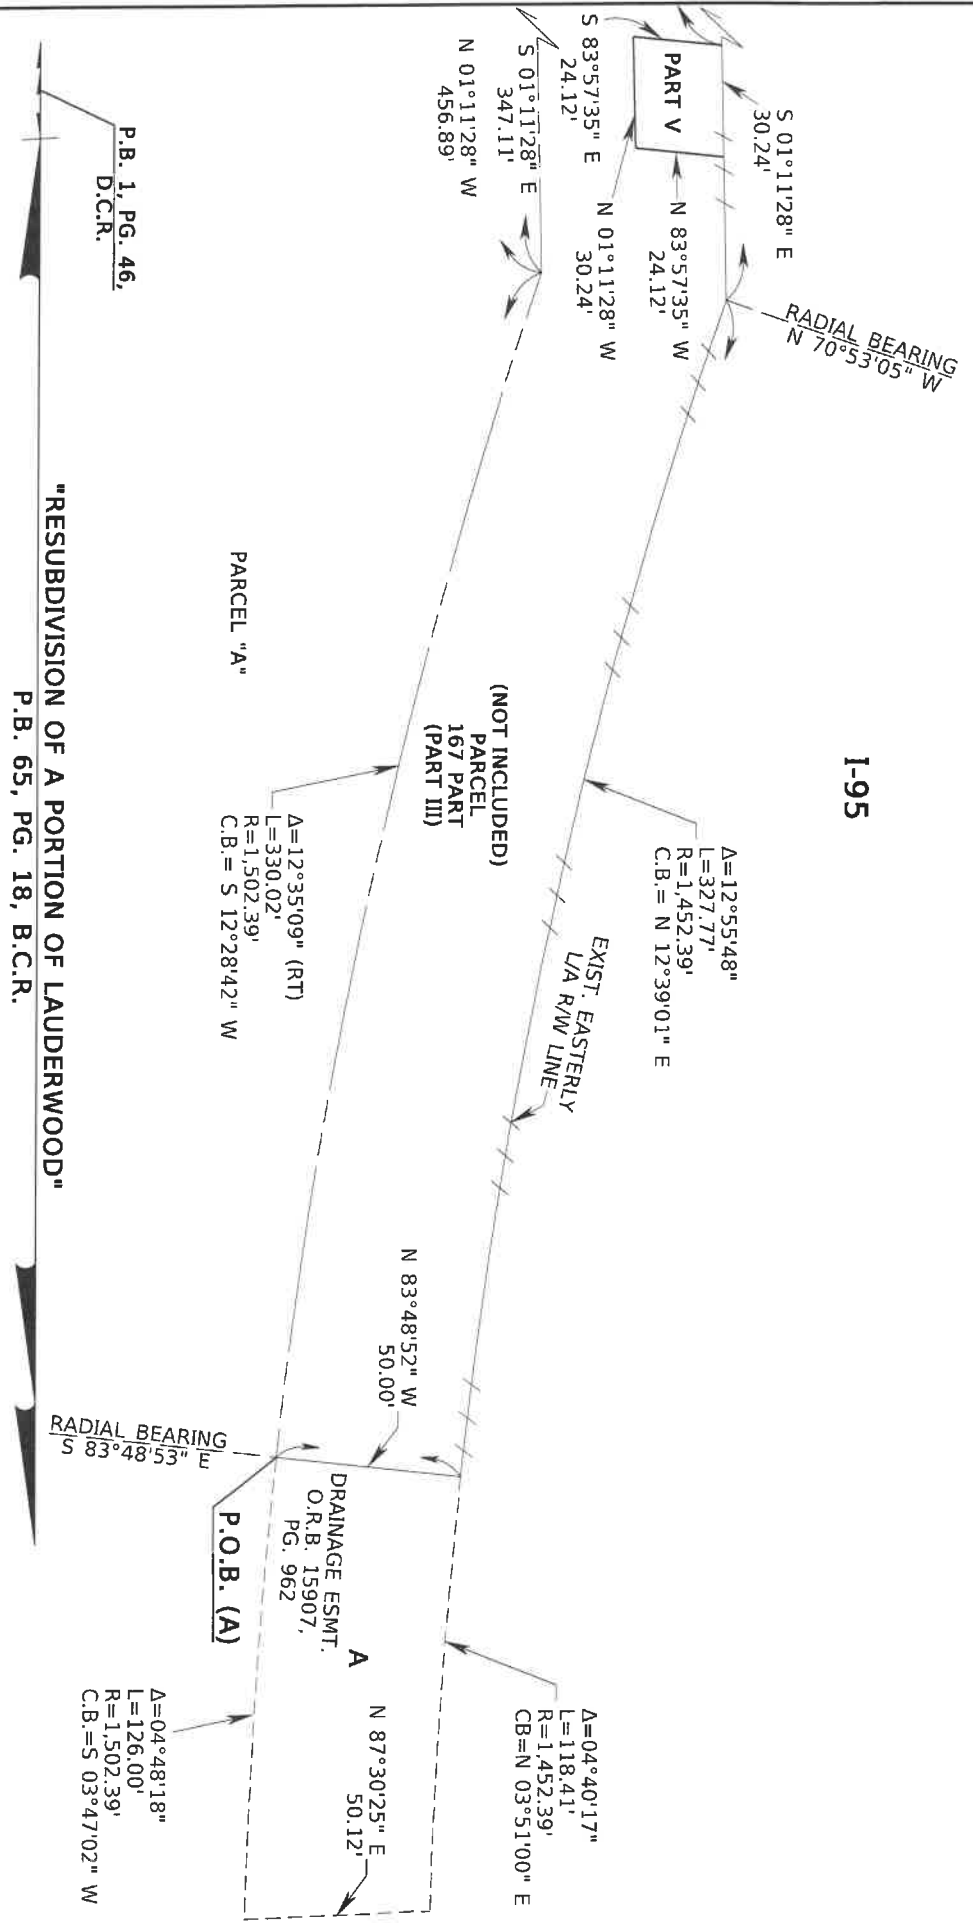 I-95
RADIAL BEARING
N 70°53'05" W
S 01°11'28" E
30.24'
PART V
S 83°57'35" E
24.12'
N 83°57'35" W
24.12'
N 01°11'28" W
30.24'
S 01°11'28" E
347.11'
N 01°11'28" W
456.89'
Δ=12°55'48"
L=327.77'
R=1,452.39'
C.B.= N 12°39'01" E
EXIST. EASTERLY
L/A R/W LINE
(NOT INCLUDED)
PARCEL
167 PART
(PART III)
Δ=12°35'09" (RT)
L=330.02'
R=1,502.39'
C.B.= S 12°28'42" W
PARCEL "A"
N 83°48'52" W
50.00'
Δ=04°40'17"
L=118.41'
R=1,452.39'
CB=N 03°51'00" E
N 87°30'25" E
50.12'
A
DRAINAGE ESMT.
O.R.B. 15907,
PG. 962
P.O.B. (A)
RADIAL BEARING
S 83°48'53" E
Δ=04°48'18"
L=126.00'
R=1,502.39'
C.B.=S 03°47'02" W
P.B. 1, PG. 46,
D.C.R.
"RESUBDIVISION OF A PORTION OF LAUDERWOOD"
P.B. 65, PG. 18, B.C.R.